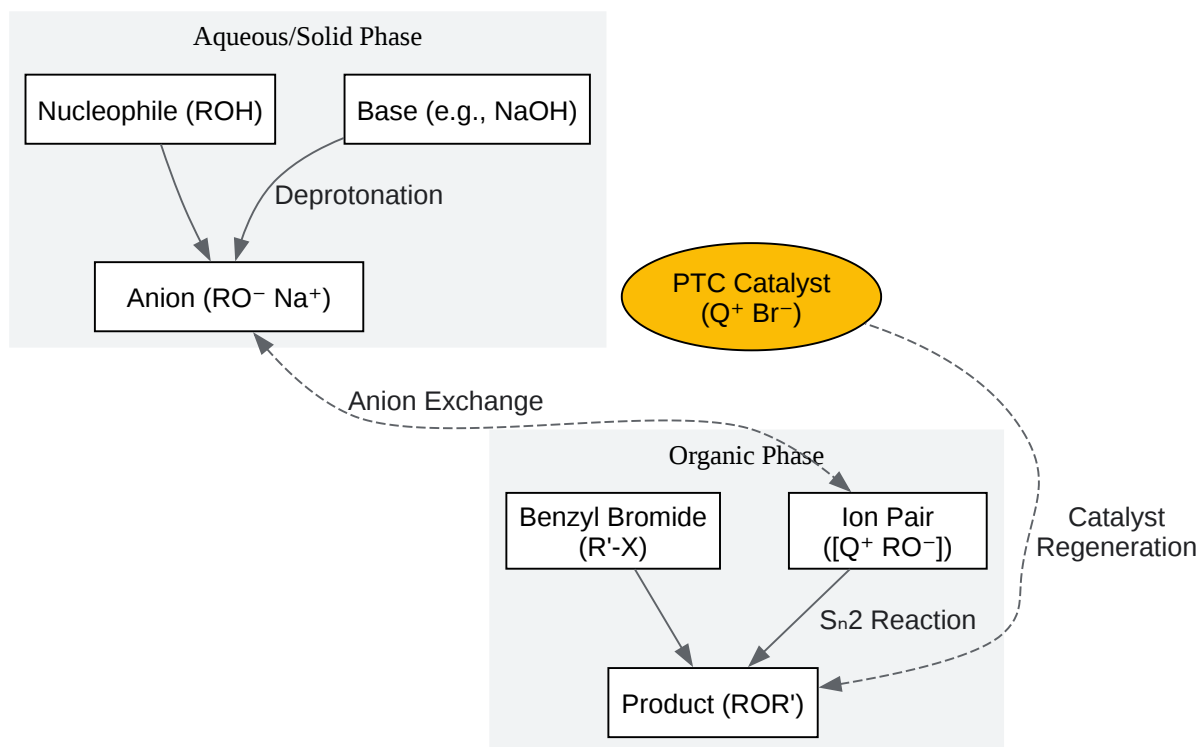 Aqueous/Solid Phase
Nucleophile (ROH)
Base (e.g., NaOH)
Deprotonation
Anion (RO⁻ Na⁺)
PTC Catalyst
(Q⁺ Br⁻)
Anion Exchange
Organic Phase
Benzyl Bromide
(R'-X)
Ion Pair
([Q⁺ RO⁻])
Catalyst
Regeneration
Sₙ2 Reaction
Product (ROR')